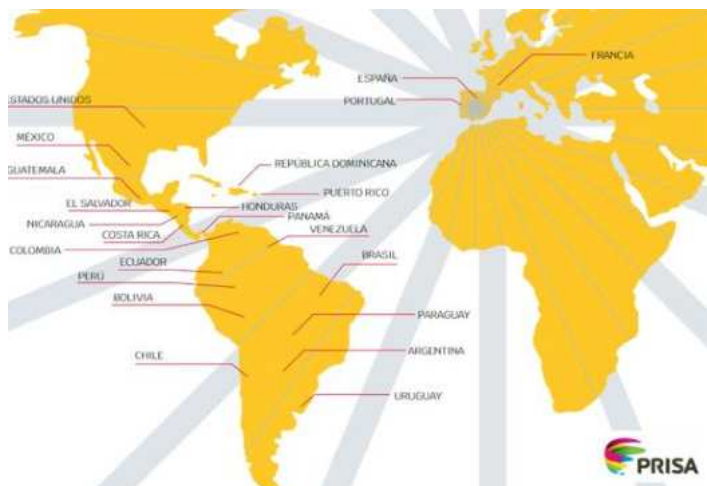 FRANCIA
ESPAÑA
PORTUGAL
ESTADOS UNIDOS
MÉXICO
REPÚBLICA DOMINICANA
GUATEMALA
PUERTO RICO
EL SALVADOR
HONDURAS
NICARAGUA
PANAMÁ
COSTA RICA
VENEZUELA
COLOMBIA
BRASIL
ECUADOR
PERÚ
BOLIVIA
PARAGUAY
ARGENTINA
CHILE
URUGUAY
PRISA